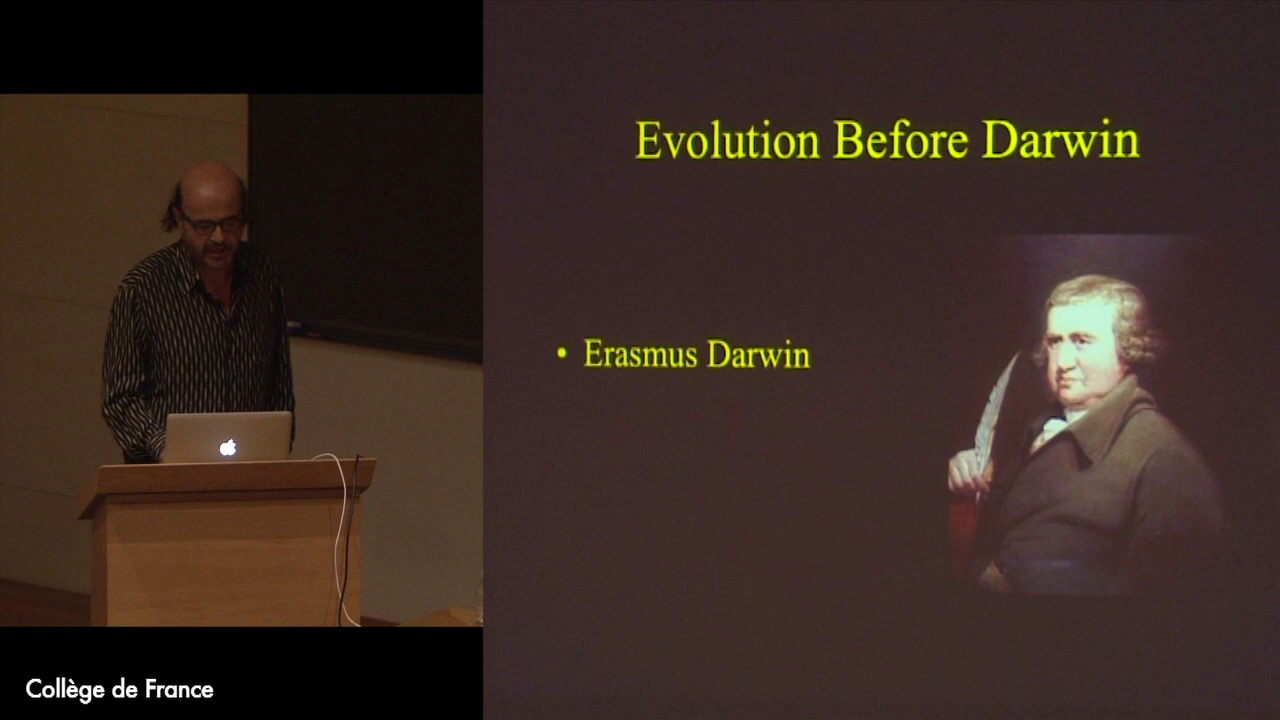 Evolution Before Darwin
• Erasmus Darwin
Collège de France